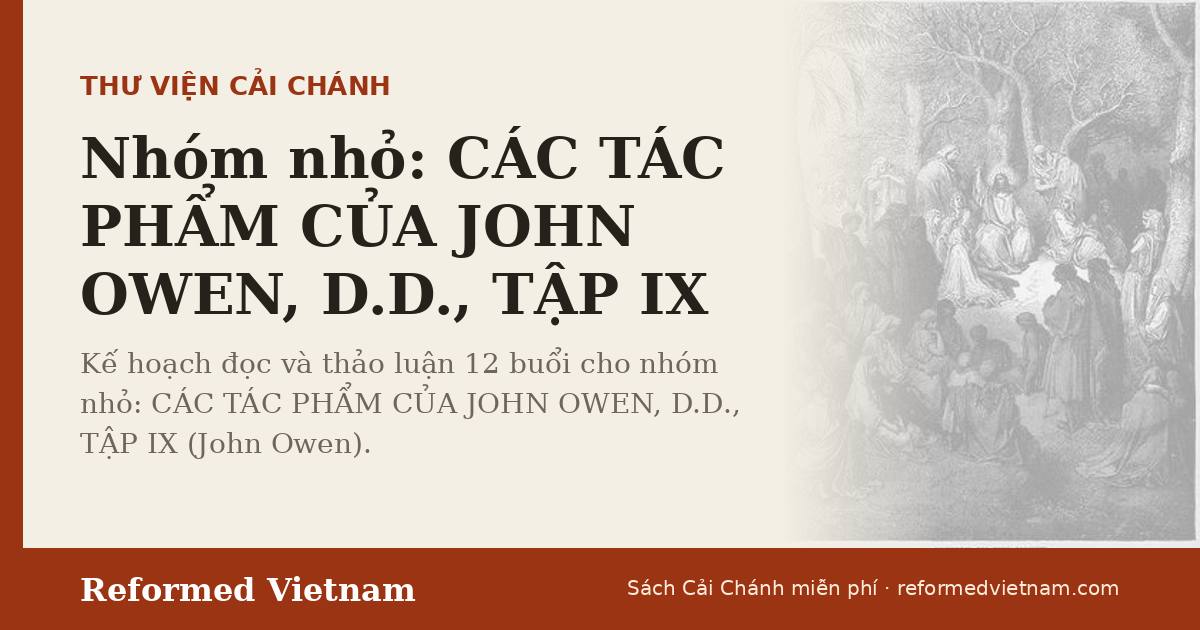 THƯ VIỆN CẢI CHÁNH
Nhóm nhỏ: CÁC TÁC
PHẨM CỦA JOHN
OWEN, D.D., TẬP IX
Kế hoạch đọc và thảo luận 12 buổi cho nhóm
nhỏ: CÁC TÁC PHẨM CỦA JOHN OWEN, D.D.,
TẬP IX (John Owen).
Reformed Vietnam
Sách Cải Chánh miễn phí · reformedvietnam.com